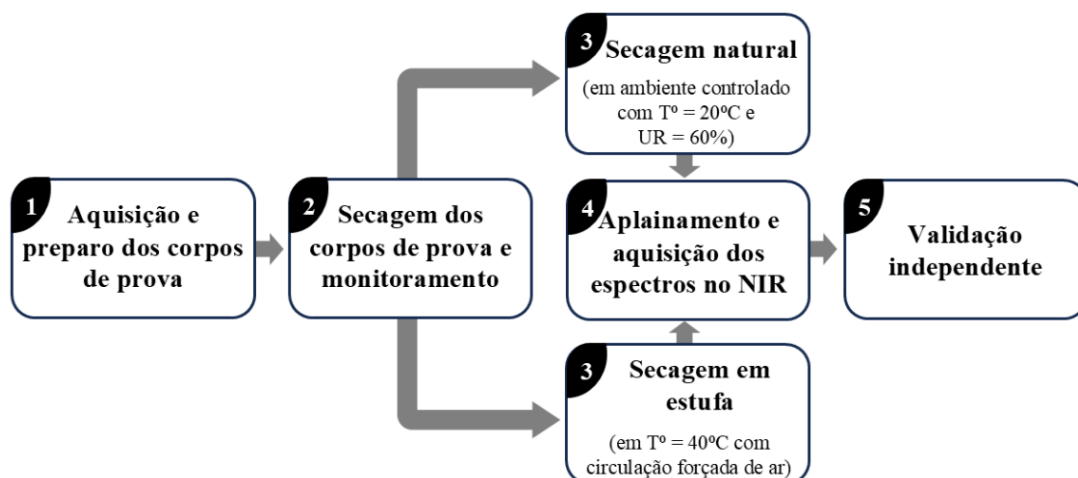 1
Aquisição e
preparo dos corpos
de prova
2
Secagem dos
corpos de prova e
monitoramento
3
Secagem natural
(em ambiente controlado
com Tº = 20ºC e
UR = 60%)
3
Secagem em
estufa
(em Tº = 40ºC com
circulação forçada de ar)
4
Aplainamento e
aquisição dos
espectros no NIR
5
Validação
independente